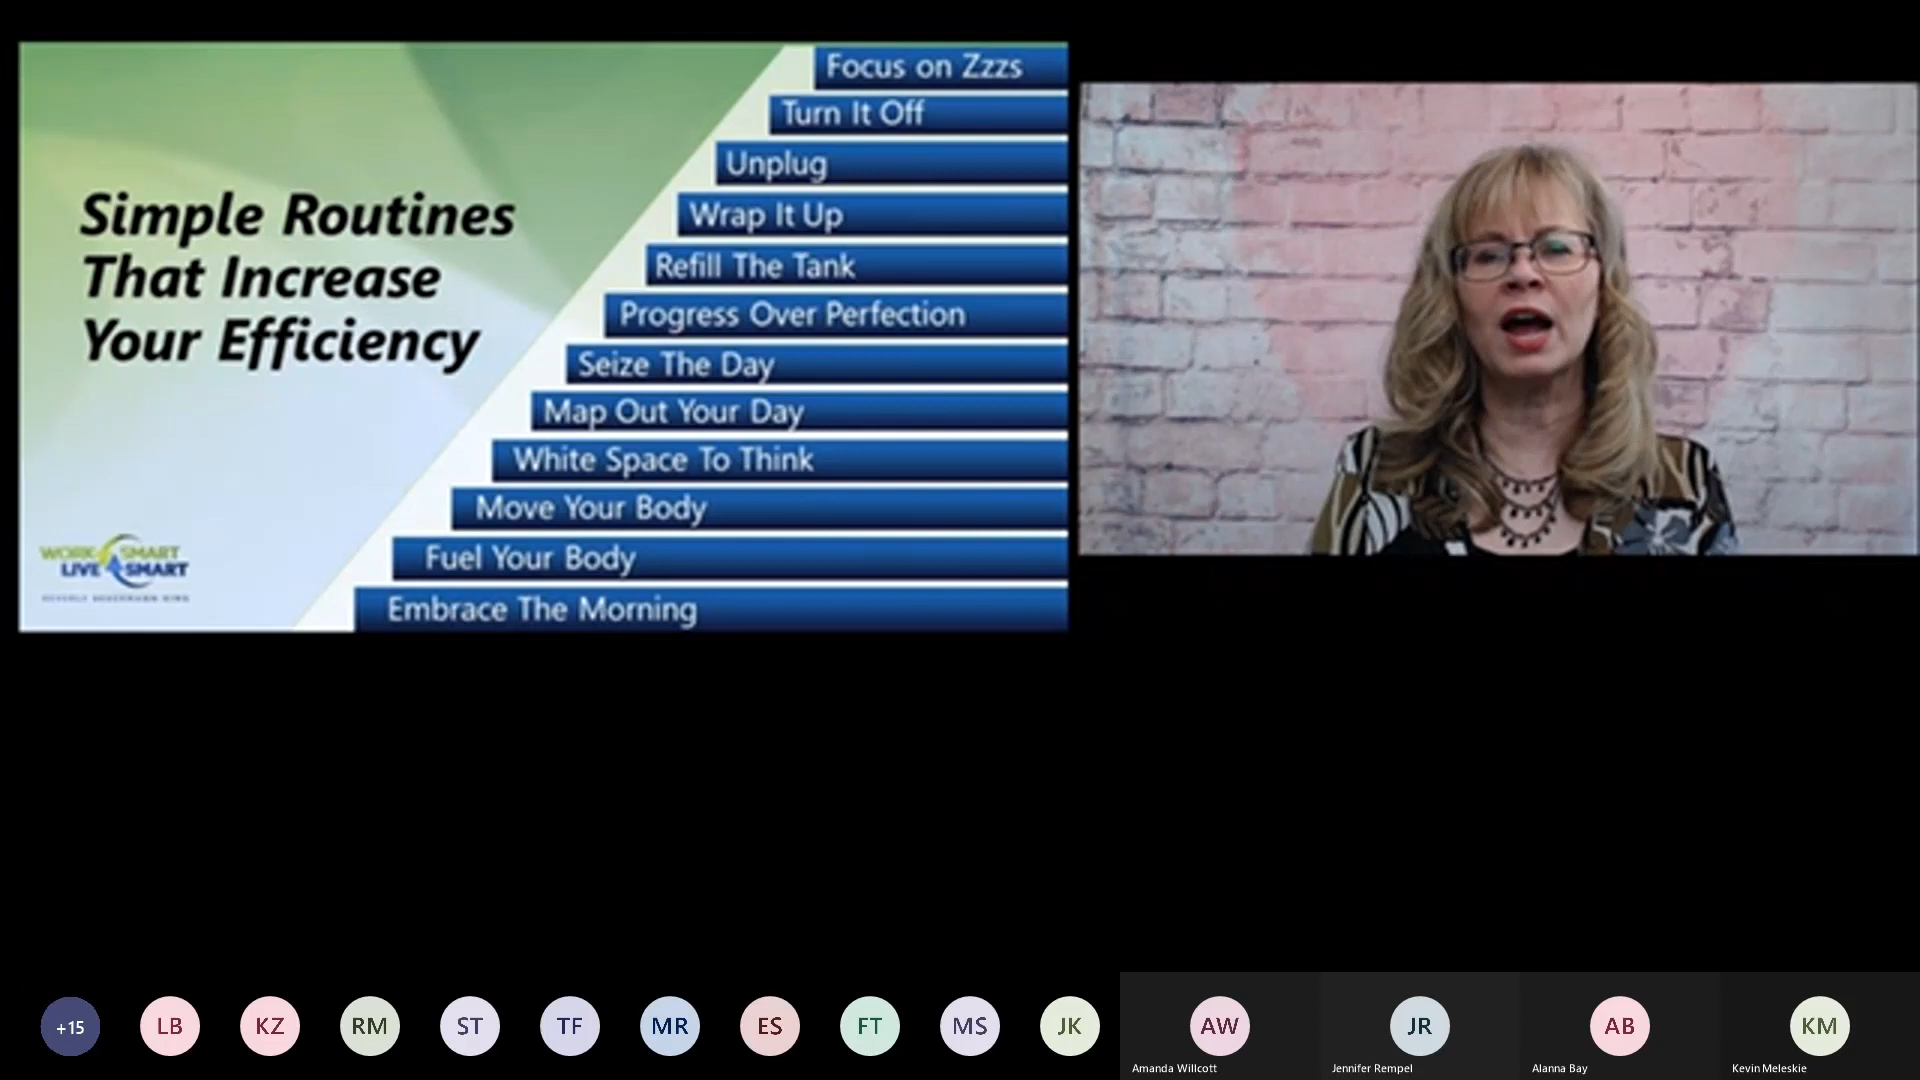 Simple Routines
That Increase
Your Efficiency
Focus on Zzzs
Turn It Off
Unplug
Wrap It Up
Refill The Tank
Progress Over Perfection
Seize The Day
Map Out Your Day
White Space To Think
Move Your Body
Fuel Your Body
Embrace The Morning
WORK 4 SMART
LIVE SMART
+15
LB
KZ
RM
ST
TF
MR
ES
FT
MS
JK
AW
JR
AB
KM
Amanda Willcott
Jennifer Rempel
Alanna Bay
Kevin Meleskie